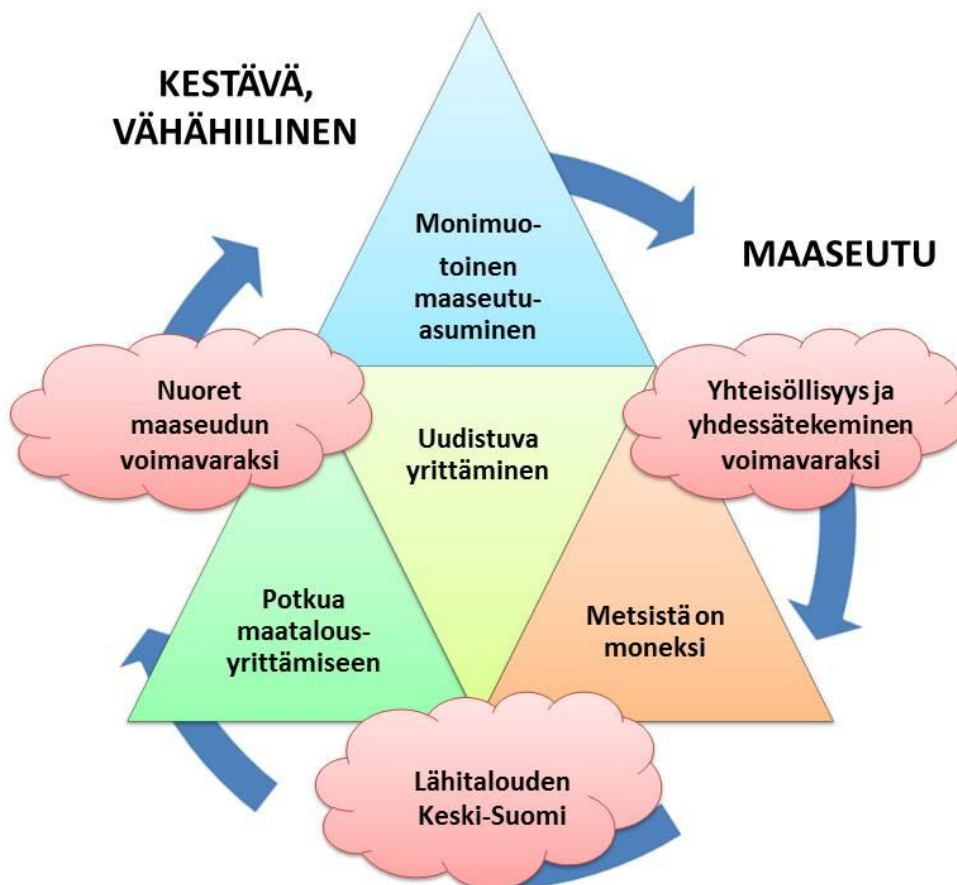 KESTÄVÄ,
VÄHÄHIILINEN
Monimuo-
toinen
maaseutu-
asuminen
MAASEUTU
Nuoret
maaseudun
voimavaraksi
Uudistuva
yrittäminen
Yhteisöllisyys ja
yhdessätekeminen
voimavaraksi
Potkua
maatalous-
yrittämiseen
Metsistä on
moneksi
Lähitalouden
Keski-Suomi